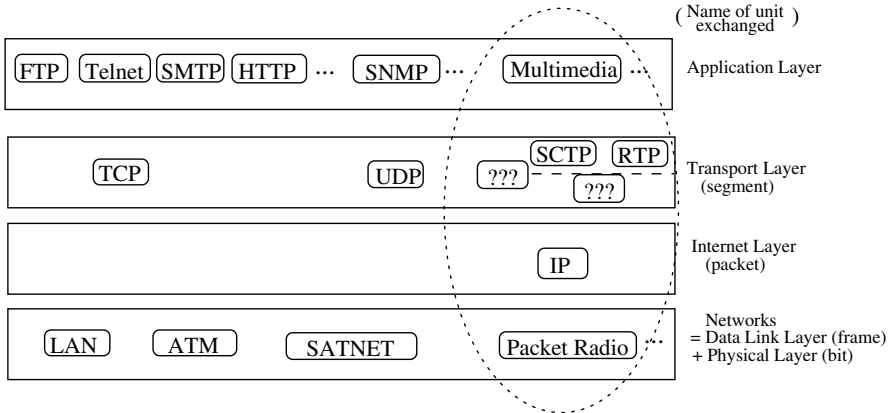 ( Name of unit exchanged )
FTP Telnet SMTP HTTP ... SNMP ... Multimedia ... Application Layer
SCTP RTP
TCP UDP ??? ??? Transport Layer
(segment)
Internet Layer
IP (packet)
Networks
LAN ATM SATNET Packet Radio ... = Data Link Layer (frame)
+ Physical Layer (bit)